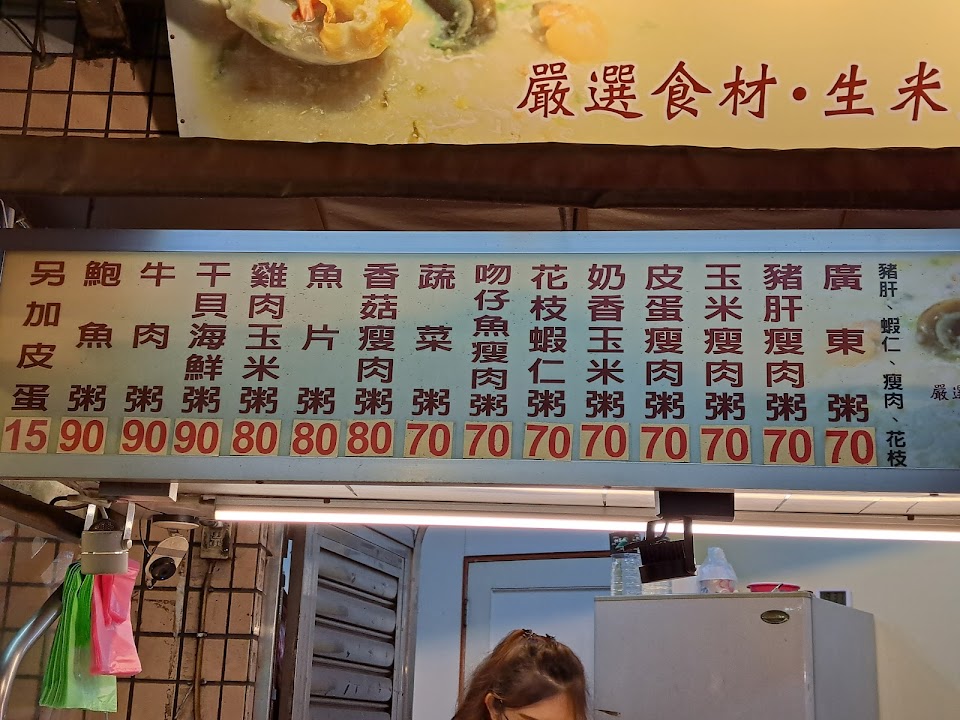 嚴選食材・生米
豬肝、蝦仁、瘦肉、花枝
廣東粥 70
豬肝瘦肉粥 70
玉米瘦肉粥 70
皮蛋瘦肉粥 70
奶香玉米粥 70
花枝蝦仁粥 70
吻仔魚瘦肉粥 70
蔬菜粥 70
香菇瘦肉粥 80
魚片粥 80
雞肉玉米粥 80
干貝海鮮粥 90
牛肉粥 90
鮑魚粥 90
另加皮蛋 15